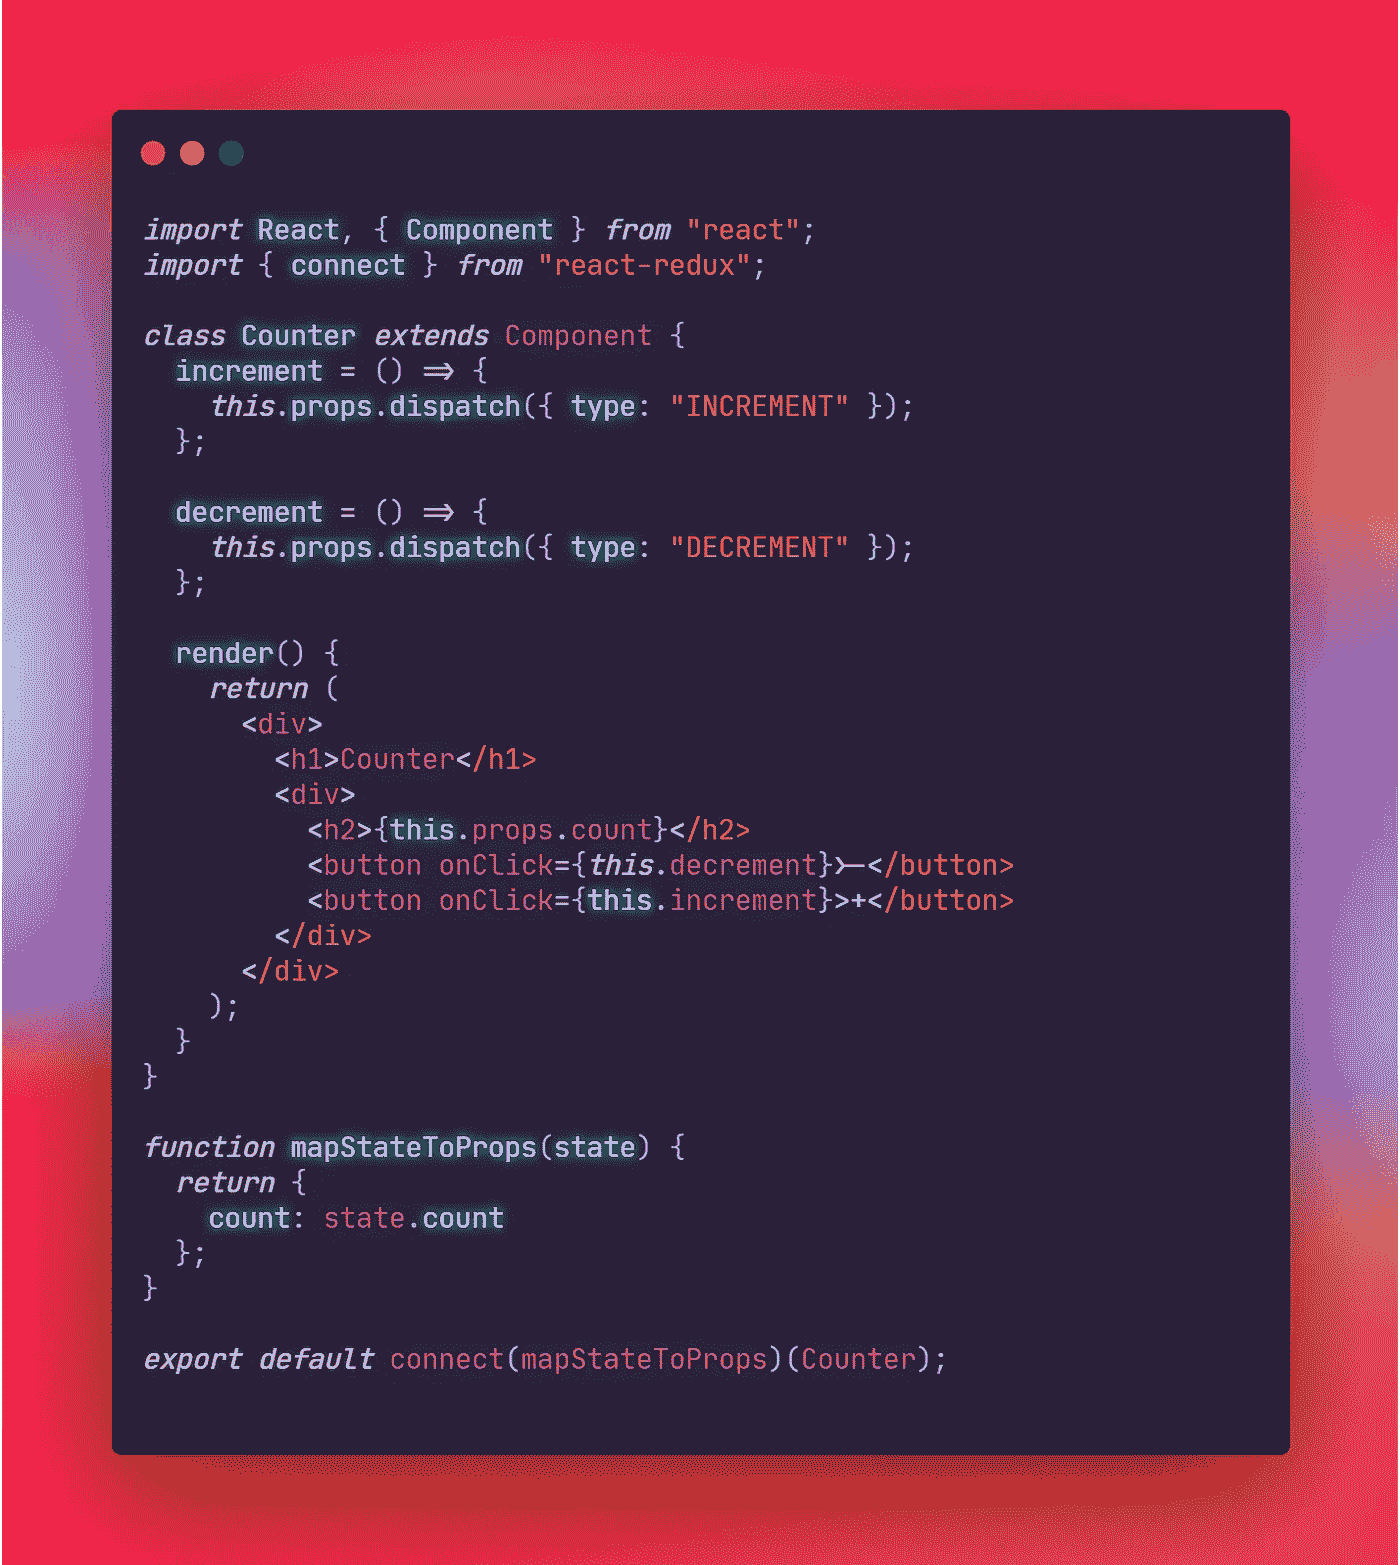 import React, { Component } from "react";
import { connect } from "react-redux";

class Counter extends Component {
  increment = () => {
    this.props.dispatch({ type: "INCREMENT" });
  };

  decrement = () => {
    this.props.dispatch({ type: "DECREMENT" });
  };

  render() {
    return (
      <div>
        <h1>Counter</h1>
        <div>
          <h2>{this.props.count}</h2>
          <button onClick={this.decrement}>-</button>
          <button onClick={this.increment}>+</button>
        </div>
      </div>
    );
  }
}

function mapStateToProps(state) {
  return {
    count: state.count
  };
}

export default connect(mapStateToProps)(Counter);